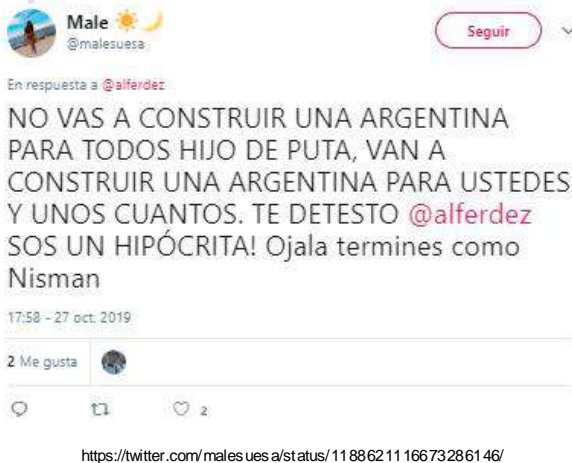 Male
@malesuesa
Seguir
En respuesta a @alferdez
NO VAS A CONSTRUIR UNA ARGENTINA
PARA TODOS HIJO DE PUTA, VAN A
CONSTRUIR UNA ARGENTINA PARA USTEDES
Y UNOS CUANTOS. TE DETESTO @alferdez
SOS UN HIPÓCRITA! Ojala termines como
Nisman
17:58 - 27 oct. 2019
2 Me gusta
2
https://twitter.com/malesuesa/status/1188621116673286146/